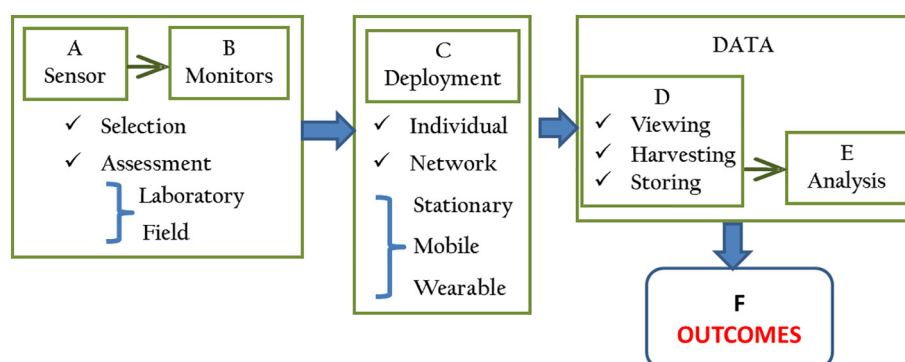 A
Sensor
B
Monitors
✓ Selection
✓ Assessment
Laboratory
Field
C
Deployment
✓ Individual
✓ Network
Stationary
Mobile
Wearable
DATA
D
✓ Viewing
✓ Harvesting
✓ Storing
E
Analysis
F
OUTCOMES